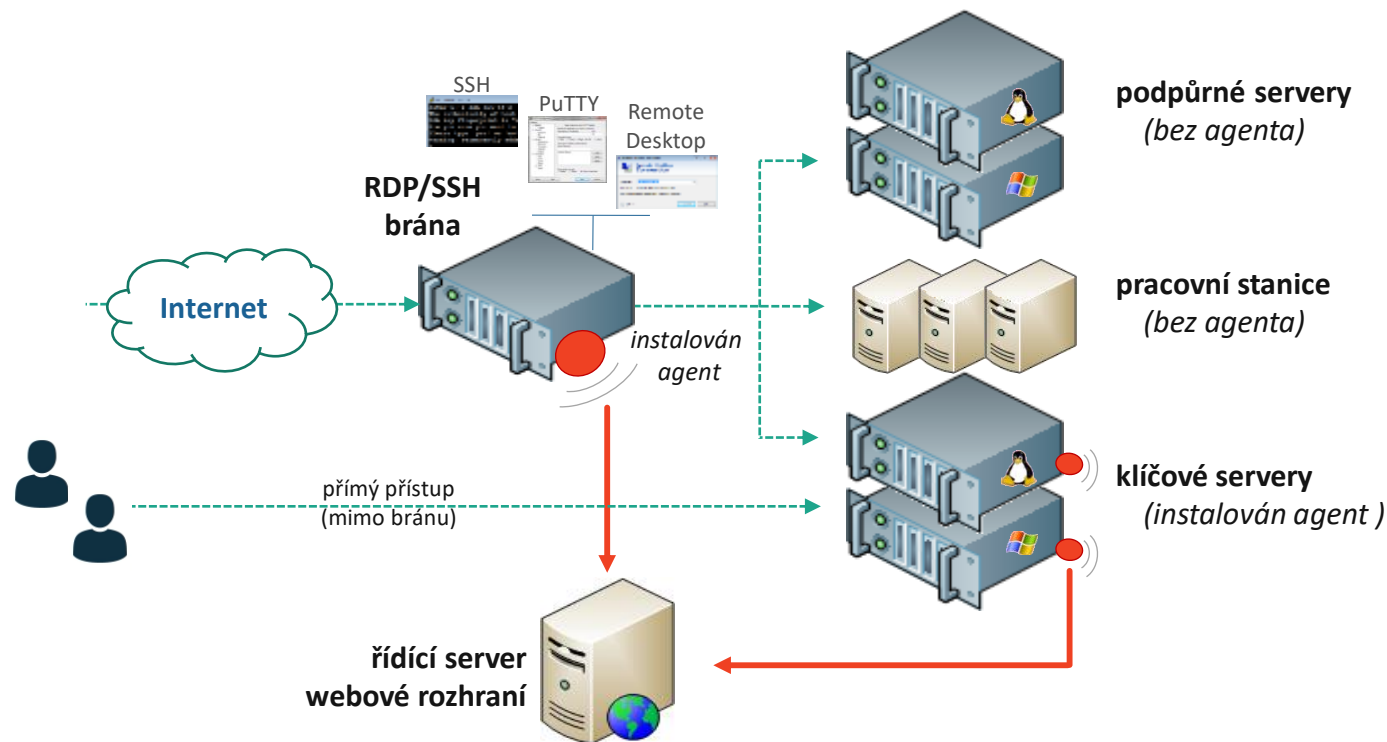 SSH
PuTTY
Remote
Desktop
RDP/SSH
brána
Internet
instalován
agent
podpůrné servery
(bez agenta)
pracovní stanice
(bez agenta)
přímý přístup
(mimo bránu)
klíčové servery
(instalován agent )
řídící server
webové rozhraní